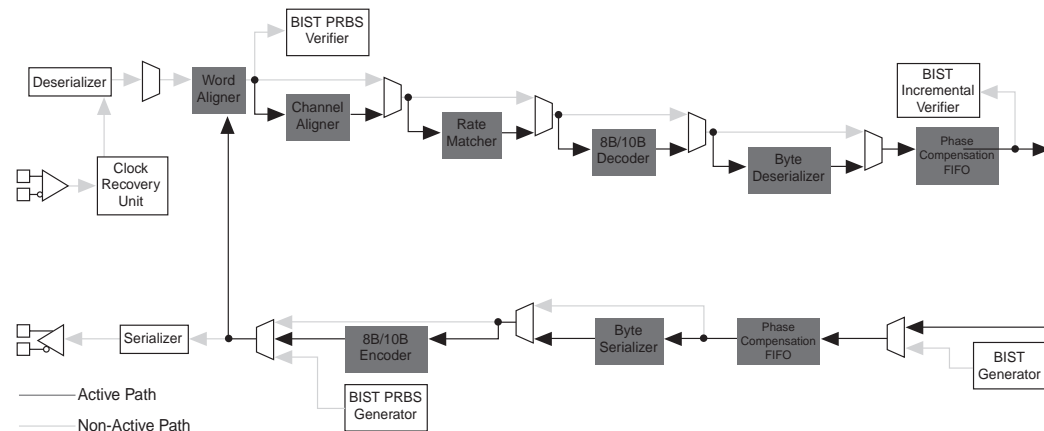 BIST PRBS
Verifier
Deserializer
Word
Aligner
Channel
Aligner
Rate
Matcher
8B/10B
Decoder
Byte
Deserializer
BIST
Incremental
Verifier
Phase
Compensation
FIFO
Clock
Recovery
Unit
Serializer
8B/10B
Encoder
BIST PRBS
Generator
Byte
Serializer
Phase
Compensation
FIFO
BIST
Generator
Active Path
Non-Active Path